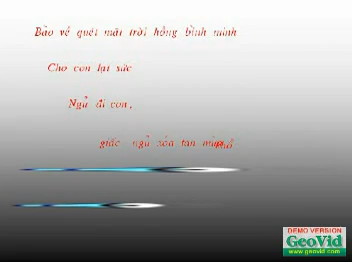 Bão về quét mặt trời hồng bình minh
Cho con lại sức
Ngủ đi con,
giấc ngủ xóa tan
DEMO VERSION
GeoVid
www.geovid.com